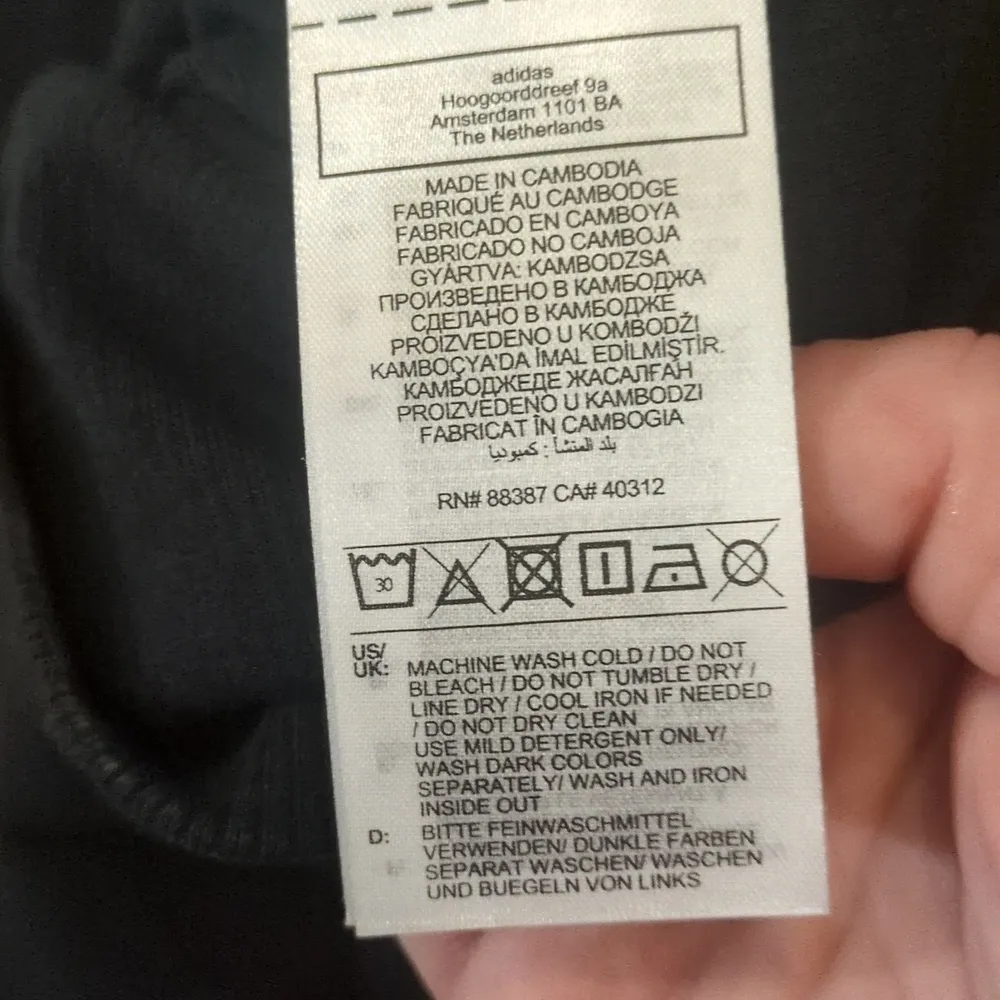 adidas
Hoogoorddreef 9a
Amsterdam 1101 BA
The Netherlands
MADE IN CAMBODIA
FABRIQUÉ AU CAMBODGE
FABRICADO EN CAMBOYA
FABRICADO NO CAMBOJA
GYÁRTVA: KAMBODZSA
ПРОИЗВЕДЕНО В КАМБОДЖА
СДЕЛАНО В КАМБОДЖЕ
PROIZVEDENO U KOMBODŽI
KAMBOÇYA'DA İMAL EDİLMİŞTİR.
КАМБОДЖЕДЕ ЖАСАЛҒАН
PROIZVEDENO U KAMBODZI
FABRICAT ÎN CAMBOGIA
بلد المنشأ : كمبوديا
RN# 88387 CA# 40312
30
US/
UK: MACHINE WASH COLD / DO NOT
BLEACH / DO NOT TUMBLE DRY /
LINE DRY / COOL IRON IF NEEDED
/ DO NOT DRY CLEAN
USE MILD DETERGENT ONLY/
WASH DARK COLORS
SEPARATELY/ WASH AND IRON
INSIDE OUT
D: BITTE FEINWASCHMITTEL
VERWENDEN/ DUNKLE FARBEN
SEPARAT WASCHEN/ WASCHEN
UND BUEGELN VON LINKS